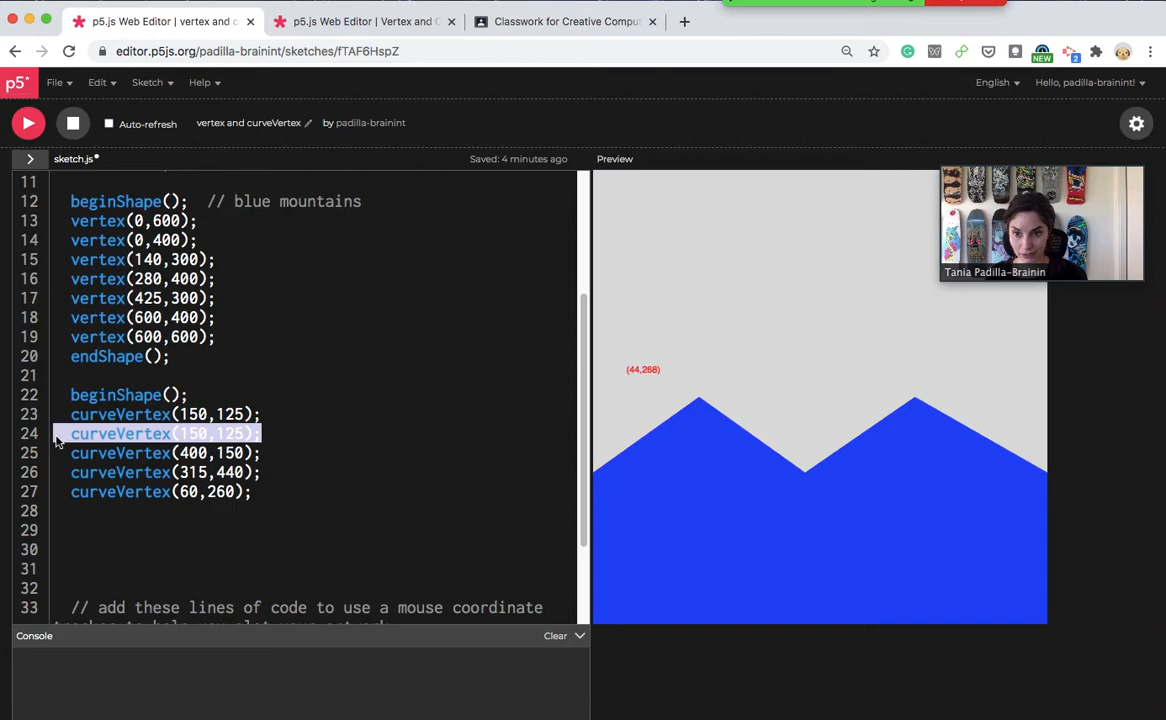 p5.js Web Editor | vertex and c
p5.js Web Editor | Vertex and C
Classwork for Creative Compu
editor.p5js.org/padilla-brainint/sketches/fTAF6HspZ
NEW
2
p5*
File
Edit
Sketch
Help
English
Hello, padilla-brainint!
Auto-refresh
vertex and curveVertex
by padilla-brainint
sketch.js
Saved: 4 minutes ago
Preview
11
12 beginShape(); // blue mountains
13 vertex(0,600);
14 vertex(0,400);
15 vertex(140,300);
16 vertex(280,400);
17 vertex(425,300);
18 vertex(600,400);
19 vertex(600,600);
20 endShape();
21
22 beginShape();
23 curveVertex(150,125);
24 curveVertex(150,125);
25 curveVertex(400,150);
26 curveVertex(315,440);
27 curveVertex(60,260);
28
29
30
31
32
33 // add these lines of code to use a mouse coordinate
(44,268)
Tania Padilla-Brainin
Console
Clear